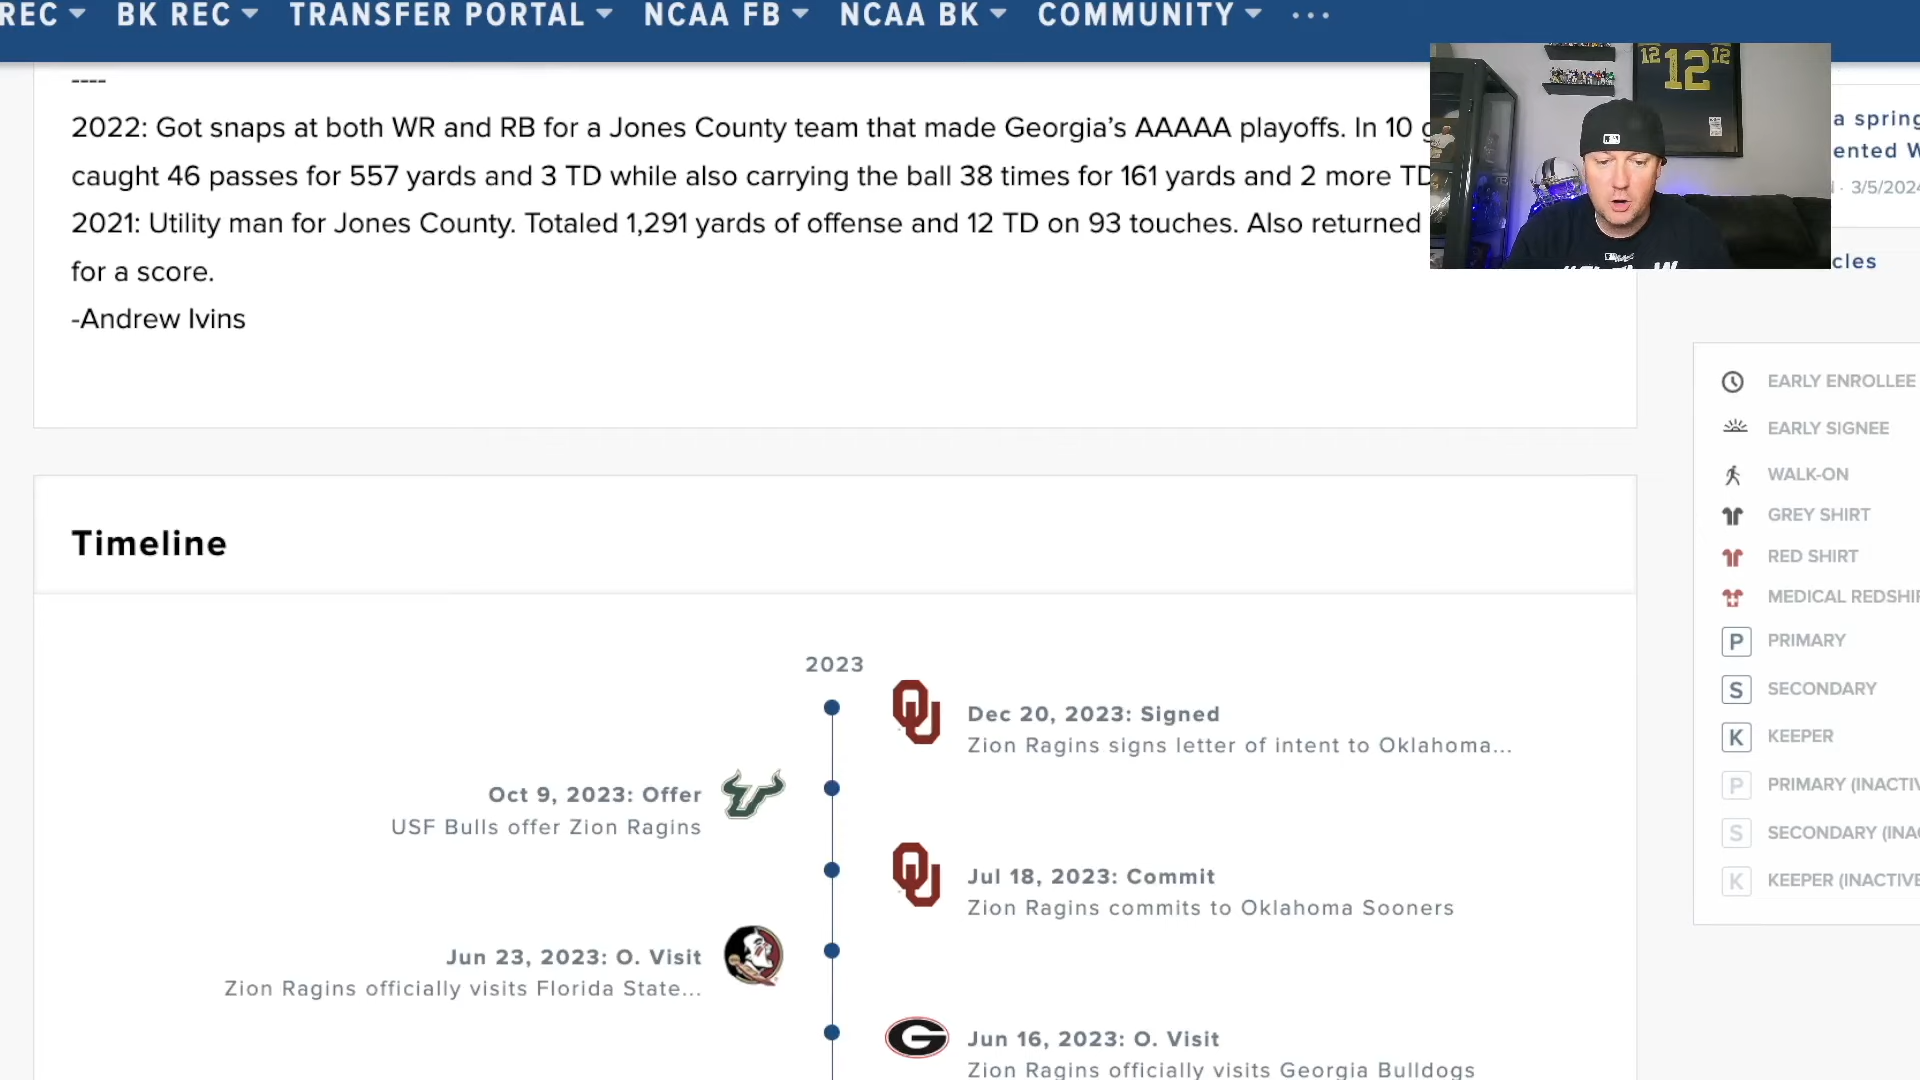 REC BK REC TRANSFER PORTAL NCAA FB NCAA BK COMMUNITY ...
----
2022: Got snaps at both WR and RB for a Jones County team that made Georgia’s AAAAA playoffs. In 10
caught 46 passes for 557 yards and 3 TD while also carrying the ball 38 times for 161 yards and 2 more TD
2021: Utility man for Jones County. Totaled 1,291 yards of offense and 12 TD on 93 touches. Also returned
for a score.
-Andrew Ivins
12 12 12
a spring
3/5/2024
Timeline
2023
Dec 20, 2023: Signed
Zion Ragins signs letter of intent to Oklahoma...
Oct 9, 2023: Offer
USF Bulls offer Zion Ragins
Jul 18, 2023: Commit
Zion Ragins commits to Oklahoma Sooners
Jun 23, 2023: O. Visit
Zion Ragins officially visits Florida State...
Jun 16, 2023: O. Visit
Zion Ragins officially visits Georgia Bulldogs
EARLY ENROLLEE
EARLY SIGNEE
WALK-ON
GREY SHIRT
RED SHIRT
MEDICAL REDSHI
P PRIMARY
S SECONDARY
K KEEPER
P PRIMARY (INACTIV
S SECONDARY (INA
K KEEPER (INACTIVE